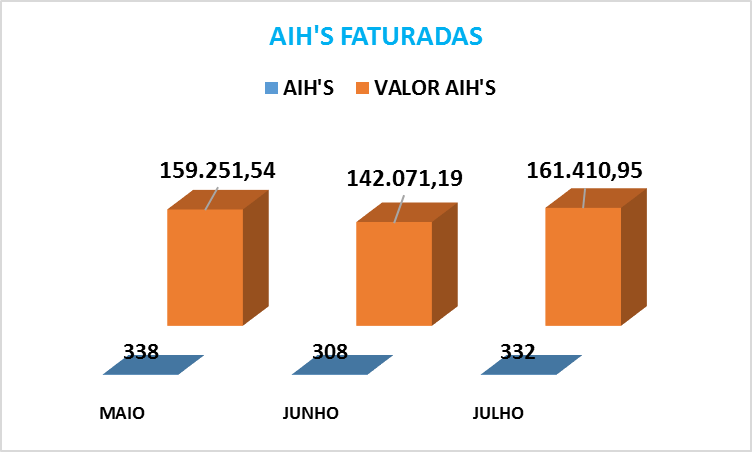 AIH'S FATURADAS
AIH'S VALOR AIH'S
159.251,54 142.071,19 161.410,95
338 308 332
MAIO JUNHO JULHO